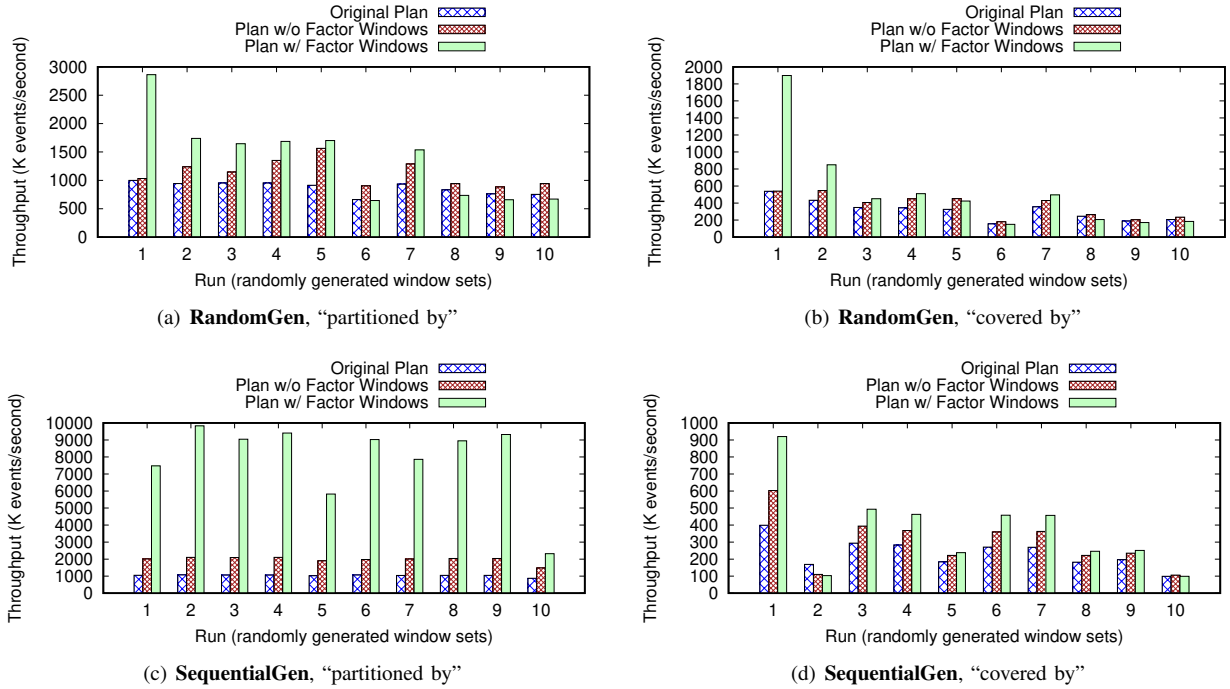 Original Plan
Plan w/o Factor Windows
Plan w/ Factor Windows
Throughput (K events/second)
3000
2500
2000
1500
1000
500
0
1 2 3 4 5 6 7 8 9 10
Run (randomly generated window sets)
(a) RandomGen, “partitioned by”
Original Plan
Plan w/o Factor Windows
Plan w/ Factor Windows
Throughput (K events/second)
2000
1800
1600
1400
1200
1000
800
600
400
200
0
1 2 3 4 5 6 7 8 9 10
Run (randomly generated window sets)
(b) RandomGen, “covered by”
Original Plan
Plan w/o Factor Windows
Plan w/ Factor Windows
Throughput (K events/second)
10000
9000
8000
7000
6000
5000
4000
3000
2000
1000
0
1 2 3 4 5 6 7 8 9 10
Run (randomly generated window sets)
(c) SequentialGen, “partitioned by”
Original Plan
Plan w/o Factor Windows
Plan w/ Factor Windows
Throughput (K events/second)
1000
900
800
700
600
500
400
300
200
100
0
1 2 3 4 5 6 7 8 9 10
Run (randomly generated window sets)
(d) SequentialGen, “covered by”